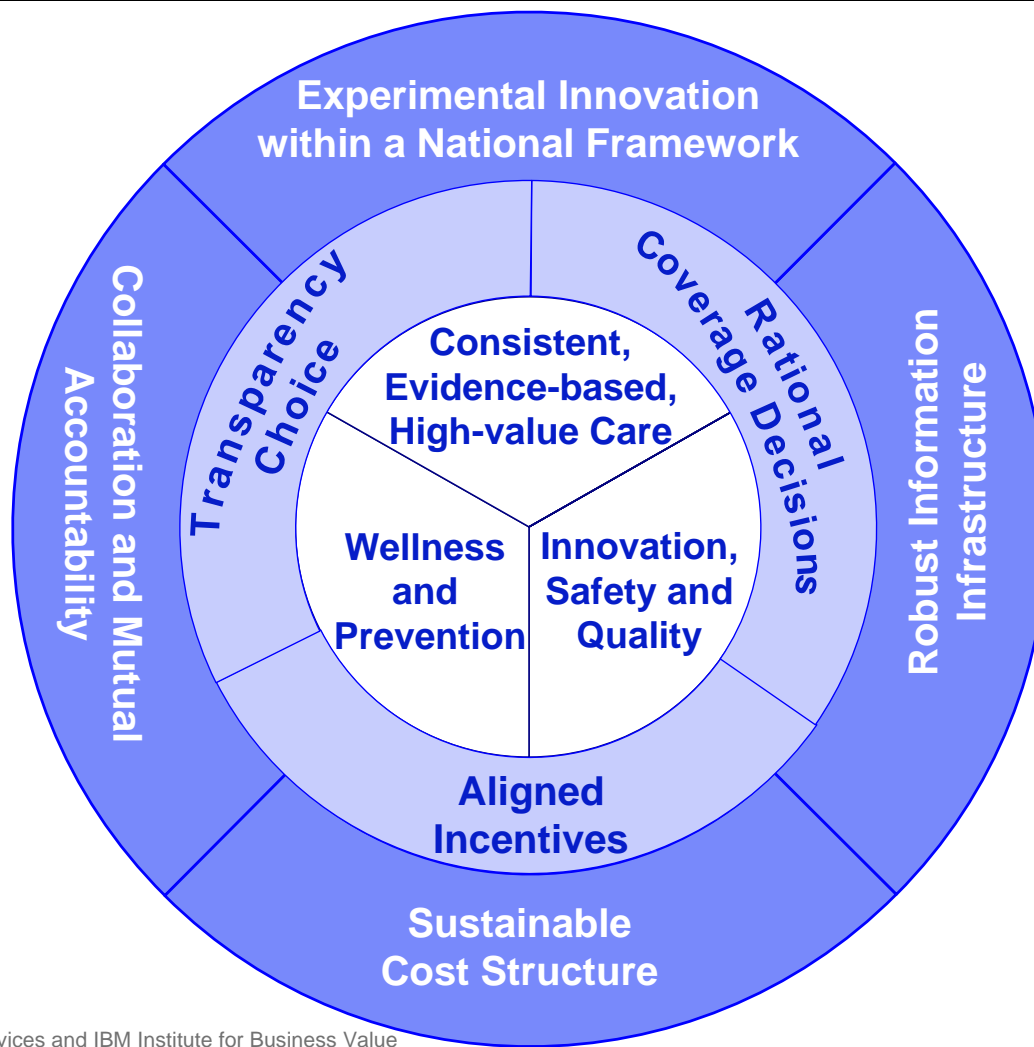 Experimental Innovation
within a National Framework
Collaboration and Mutual
Accountability
Transparency
Choice
Rational
Coverage Decisions
Robust Information
Infrastructure
Consistent,
Evidence-based,
High-value Care
Wellness
and
Prevention
Innovation,
Safety and
Quality
Aligned
Incentives
Sustainable
Cost Structure
and IBM Institute for Business Value